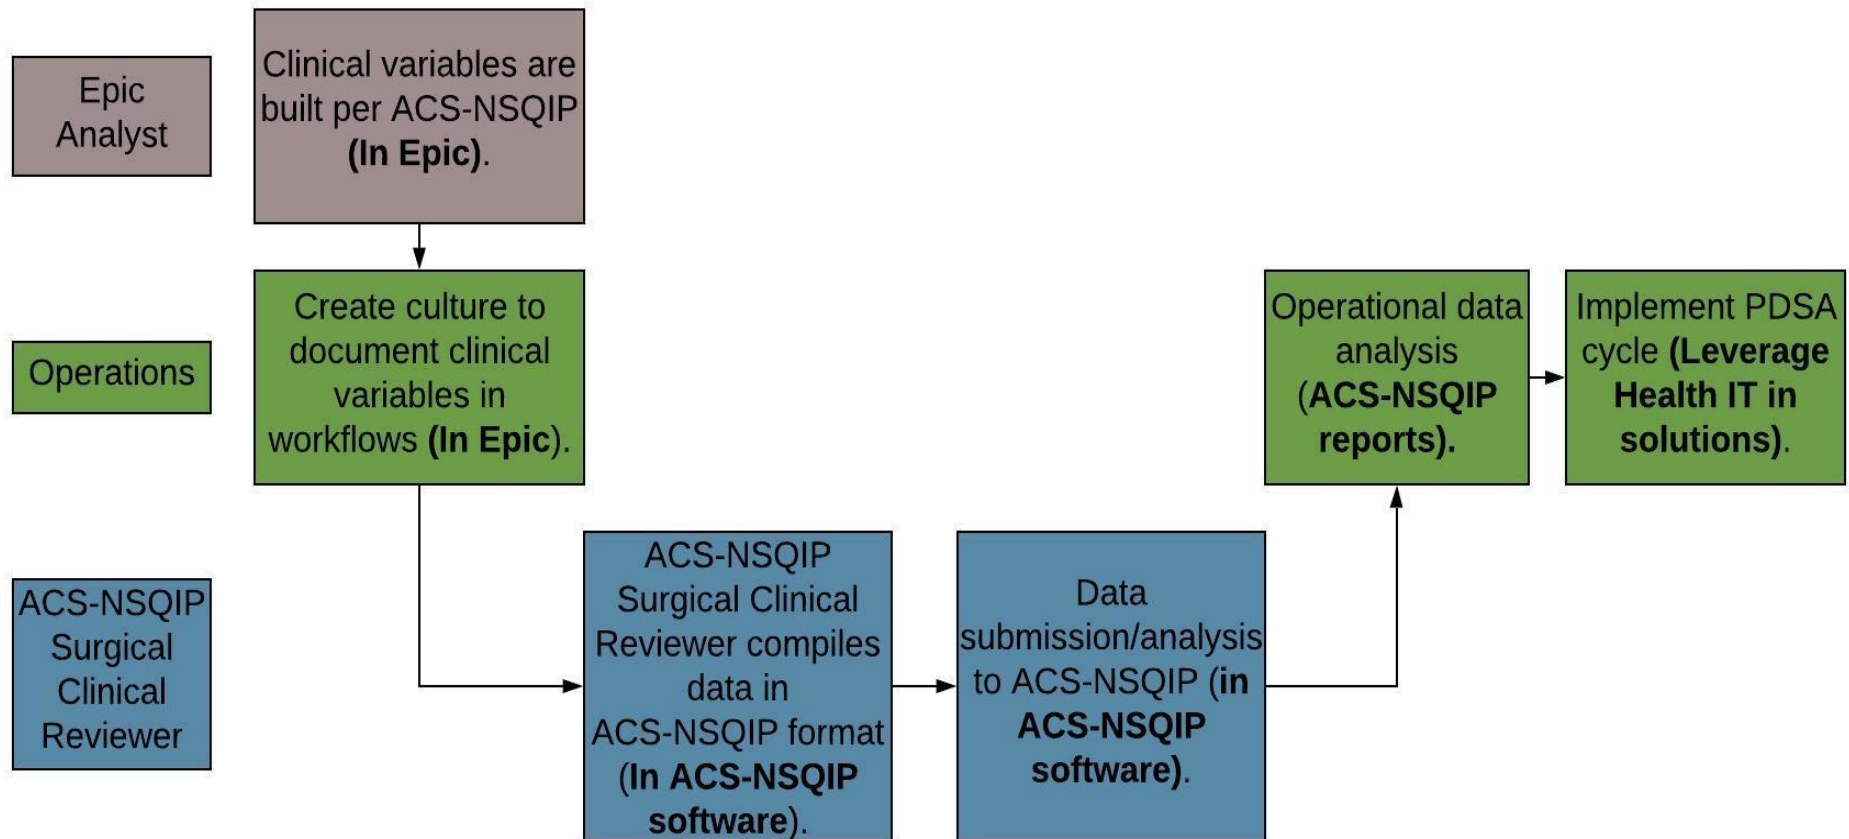 Epic
Analyst
Clinical variables are
built per ACS-NSQIP
(In Epic).
Operations
Create culture to
document clinical
variables in
workflows (In Epic).
Operational data
analysis
(ACS-NSQIP
reports).
Implement PDSA
cycle (Leverage
Health IT in
solutions).
ACS-NSQIP
Surgical
Clinical
Reviewer
ACS-NSQIP
Surgical Clinical
Reviewer compiles
data in
ACS-NSQIP format
(In ACS-NSQIP
software).
Data
submission/analysis
to ACS-NSQIP (in
ACS-NSQIP
software).